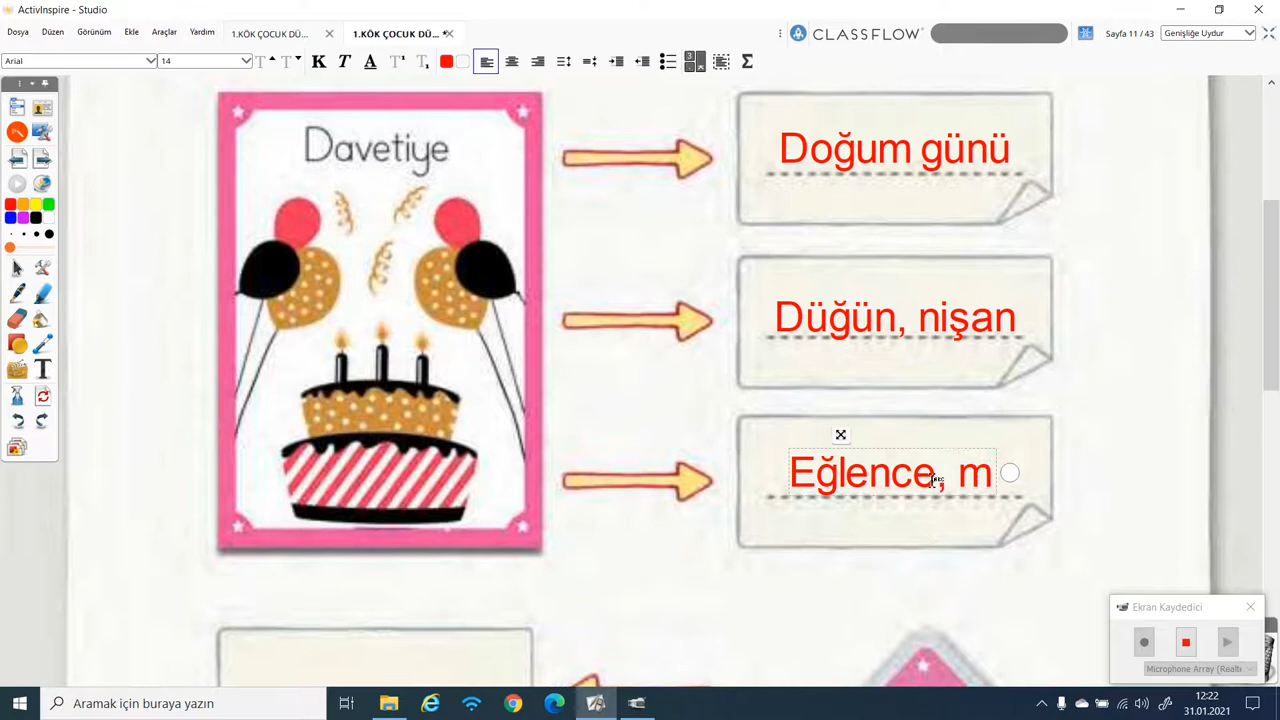 ActivInspire - Studio
Dosya Düzen Görünüm Ekle Araçlar Yardım
1.KÖK ÇOCUK DÜ...
1.KÖK ÇOCUK DÜ...
CLASSFLOW
Sayfa 11 / 43
Genişliğe Uydur
Arial
14
Davetiye
Doğum günü
Düğün, nişan
Eğlence, m
Ekran Kaydedici
Microphone Array (Realte
Aramak için buraya yazın
12:22
31.01.2021